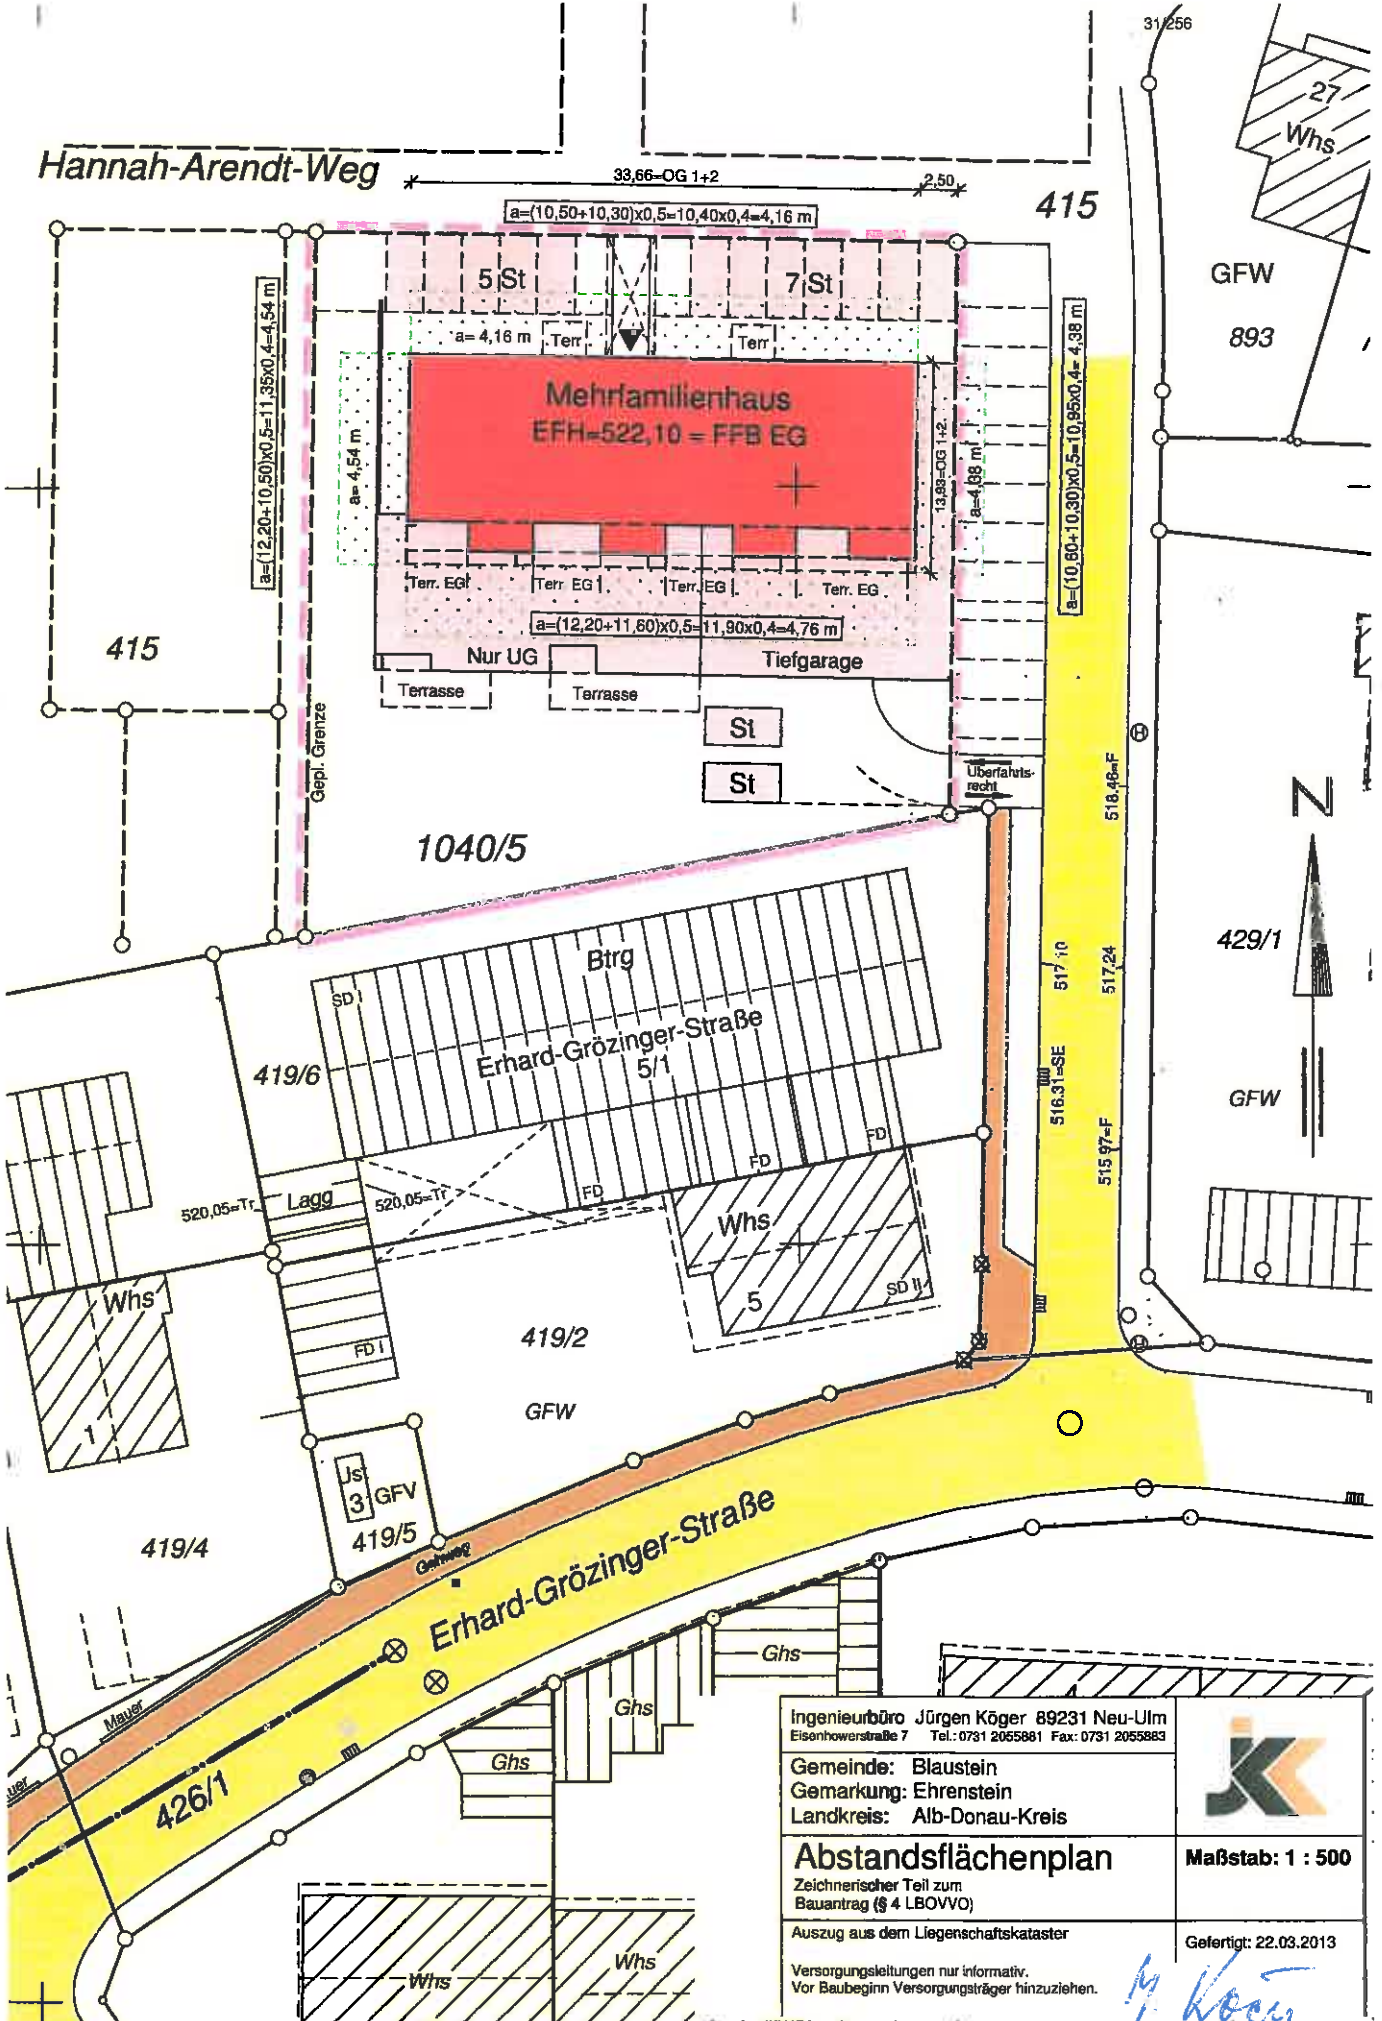 31/256
27
Whs
Hannah-Arendt-Weg
33,66=OG 1+2
2,50
415
a=(10,50+10,30)x0,5=10,40x0,4=4,16 m
GFW
893
5 St
7 St
a= 4,16 m
Terr
Terr
a=(12,20+10,50)x0,5=11,35x0,4=4,54 m
a= 4,54 m
Mehrfamilienhaus
EFH=522,10 = FFB EG
13,93=OG 1+2
a=4,38 m
a=(10,60+10,30)x0,5=10,95x0,4= 4,38 m
Terr. EG
Terr EG
Terr. EG
Terr. EG
a=(12,20+11,60)x0,5=11,90x0,4=4,76 m
415
Nur UG
Tiefgarage
Terrasse
Terrasse
Gepl. Grenze
St
St
Überfahrts-
recht
518.46=F
N
1040/5
429/1
517.10
517.24
GFW
516.31=SE
515.97=F
Btrg
SD I
Erhard-Grözinger-Straße
5/1
419/6
FD
FD
FD
520,05=Tr
Lagg
520,05=Tr
Whs
5
SD II
Whs
1
FD I
419/2
GFW
Js
3
GFV
419/5
419/4
Gehweg
Erhard-Grözinger-Straße
Mauer
uer
426/1
Ghs
Ghs
Ghs
Whs
Whs
Ingenieurbüro Jürgen Köger 89231 Neu-Ulm
Eisenhowerstraße 7 Tel.: 0731 2055881 Fax: 0731 2055883
Gemeinde: Blaustein
Gemarkung: Ehrenstein
Landkreis: Alb-Donau-Kreis
jk
Abstandsflächenplan
Maßstab: 1 : 500
Zeichnerischer Teil zum
Bauantrag (§ 4 LBOVVO)
Auszug aus dem Liegenschaftskataster
Gefertigt: 22.03.2013
Versorgungsleitungen nur informativ.
Vor Baubeginn Versorgungsträger hinzuziehen.